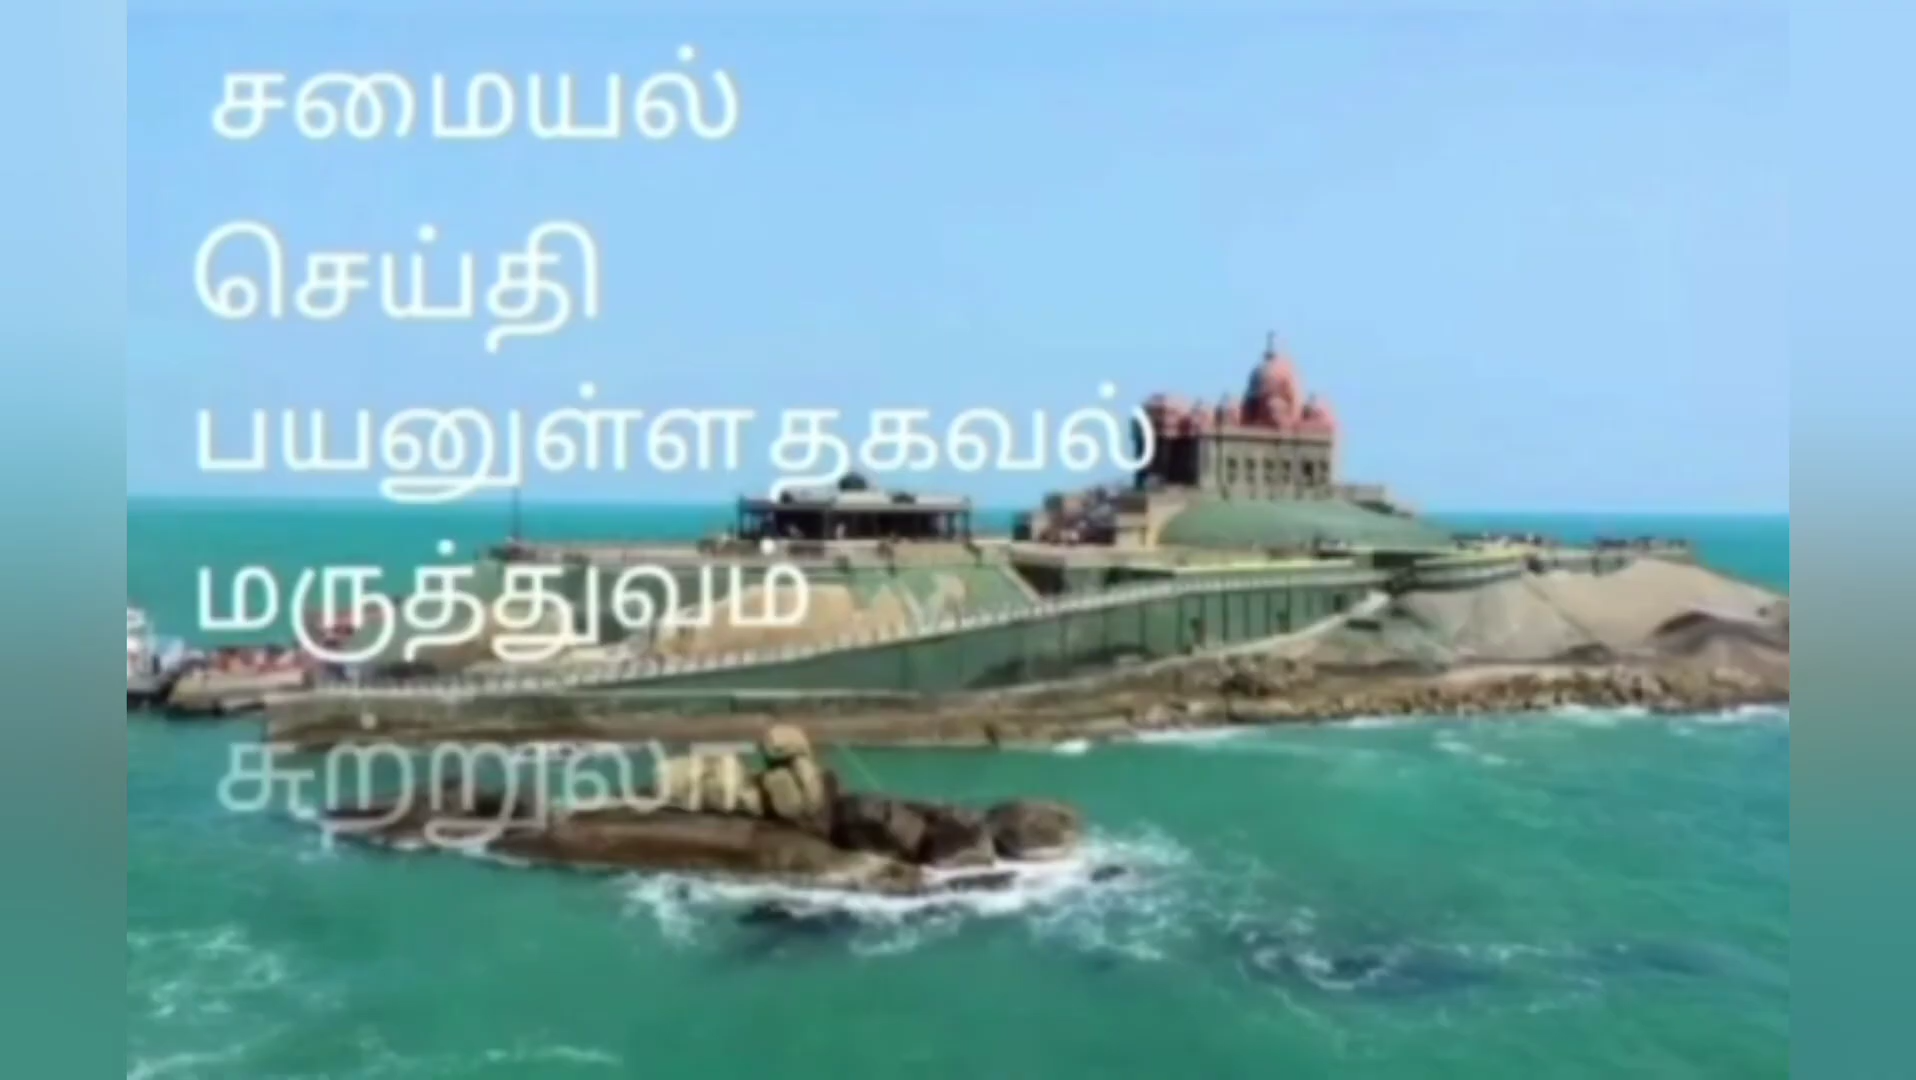 சமையல்
செய்தி
பயனுள்ள தகவல்
மருத்துவம்
சுற்றுலா